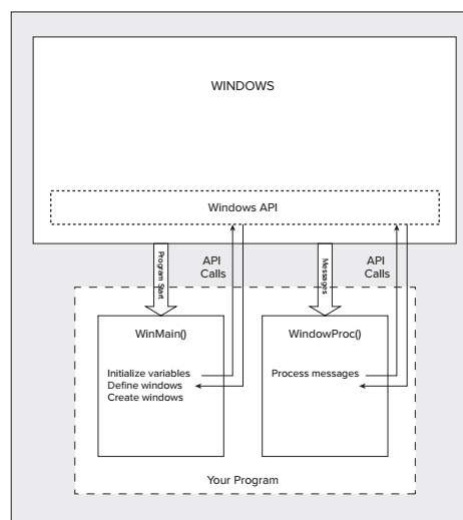 WINDOWS
Windows API
Program Start
API
Calls
Messages
API
Calls
WinMain()
WindowProc()
Initialize variables
Define windows
Create windows
Process messages
Your Program